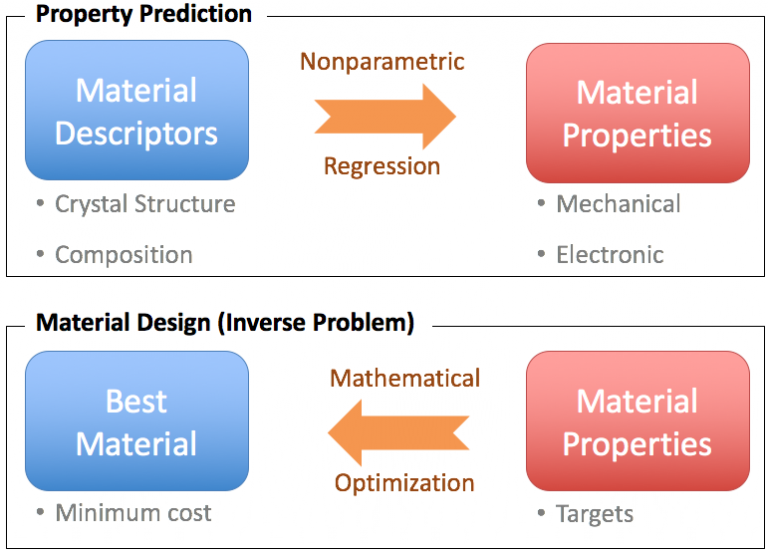 Property Prediction
Material
Descriptors
Nonparametric
Regression
Material
Properties
• Crystal Structure
• Composition
• Mechanical
• Electronic
Material Design (Inverse Problem)
Best
Material
Mathematical
Optimization
Material
Properties
• Minimum cost
• Targets